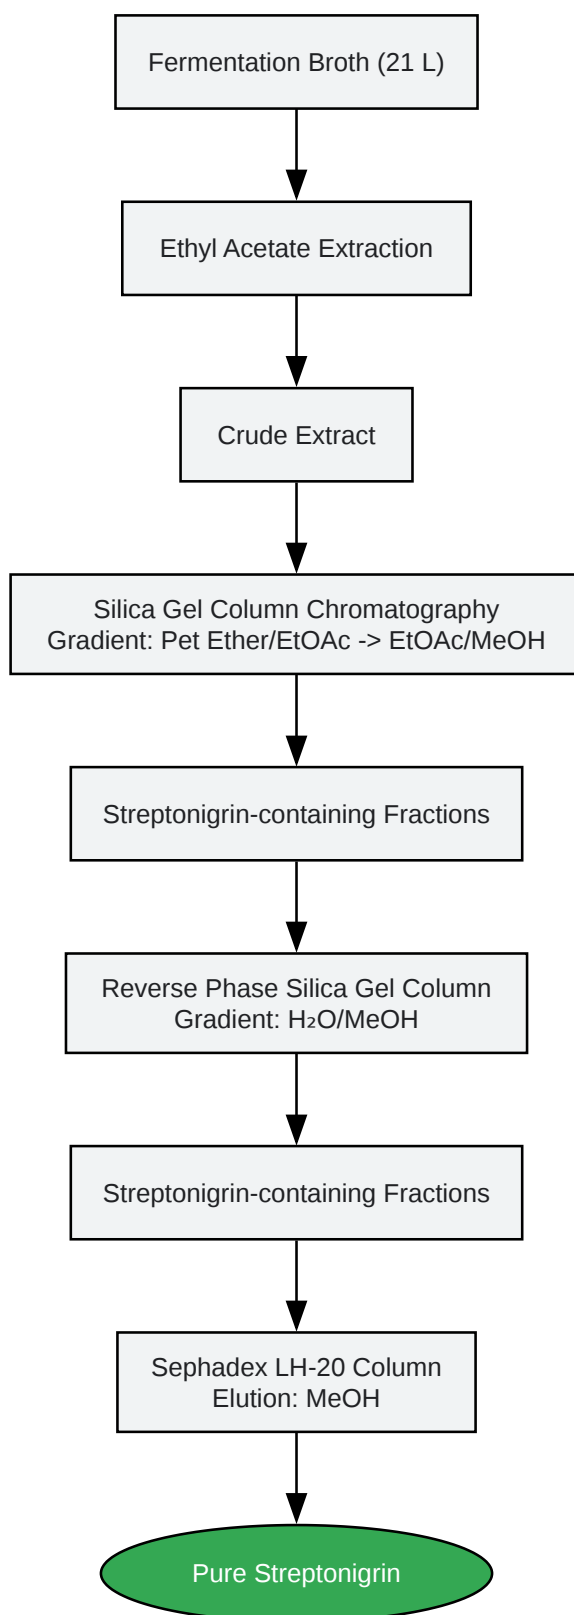 Fermentation Broth (21 L)
Ethyl Acetate Extraction
Crude Extract
Silica Gel Column Chromatography
Gradient: Pet Ether/EtOAc -> EtOAc/MeOH
Streptonigrin-containing Fractions
Reverse Phase Silica Gel Column
Gradient: H₂O/MeOH
Streptonigrin-containing Fractions
Sephadex LH-20 Column
Elution: MeOH
Pure Streptonigrin